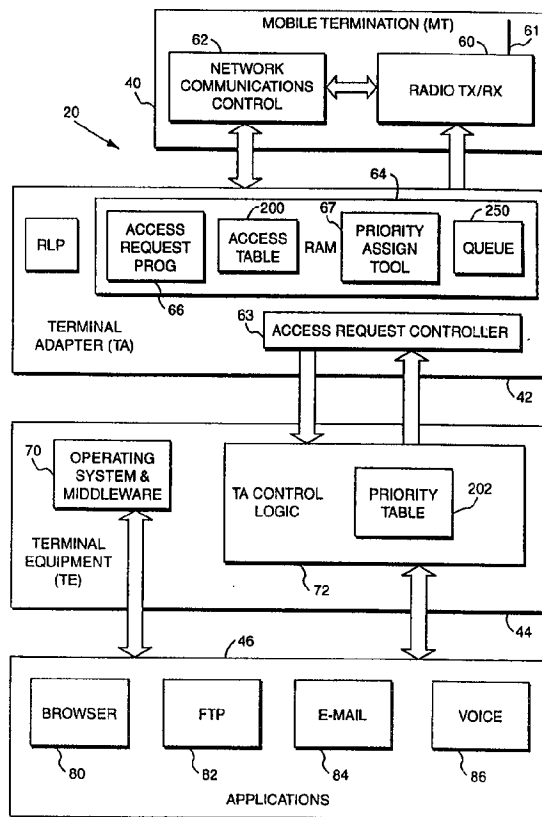 MOBILE TERMINATION (MT)
61
62
60
NETWORK
COMMUNICATIONS
CONTROL
RADIO TX/RX
40
20
64
RLP
ACCESS
REQUEST
PROG
66
200
ACCESS
TABLE
RAM
67
PRIORITY
ASSIGN
TOOL
250
QUEUE
TERMINAL
ADAPTER (TA)
63
ACCESS REQUEST CONTROLLER
42
70
OPERATING
SYSTEM &
MIDDLEWARE
TA CONTROL
LOGIC
PRIORITY
TABLE
202
TERMINAL
EQUIPMENT
(TE)
72
44
46
BROWSER
FTP
E-MAIL
VOICE
80
82
84
86
APPLICATIONS